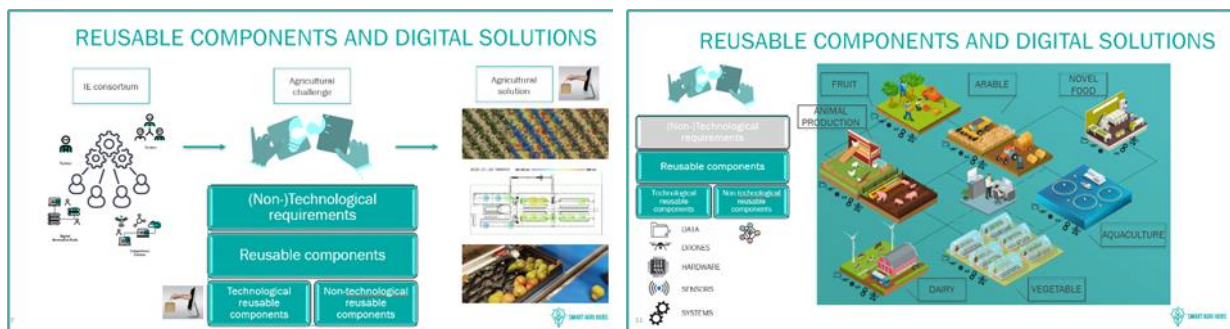 REUSABLE COMPONENTS AND DIGITAL SOLUTIONS
IE consortium
Agricultural
challenge
Agricultural
solution
Farmer
(Non-)Technological
requirements
Reusable components
Technological
reusable
components
Non-technological
reusable
components
SMART AGRI HUBS
REUSABLE COMPONENTS AND DIGITAL SOLUTIONS
(Non-)Technological
requirements
Reusable components
Technological
reusable
components
Non-technological
reusable
components
DATA
DRONES
HARDWARE
SENSORS
SYSTEMS
FRUIT
ARABLE
NOVEL
FOOD
ANIMAL
PRODUCTION
AQUACULTURE
DAIRY
VEGETABLE
11
SMART AGRI HUBS